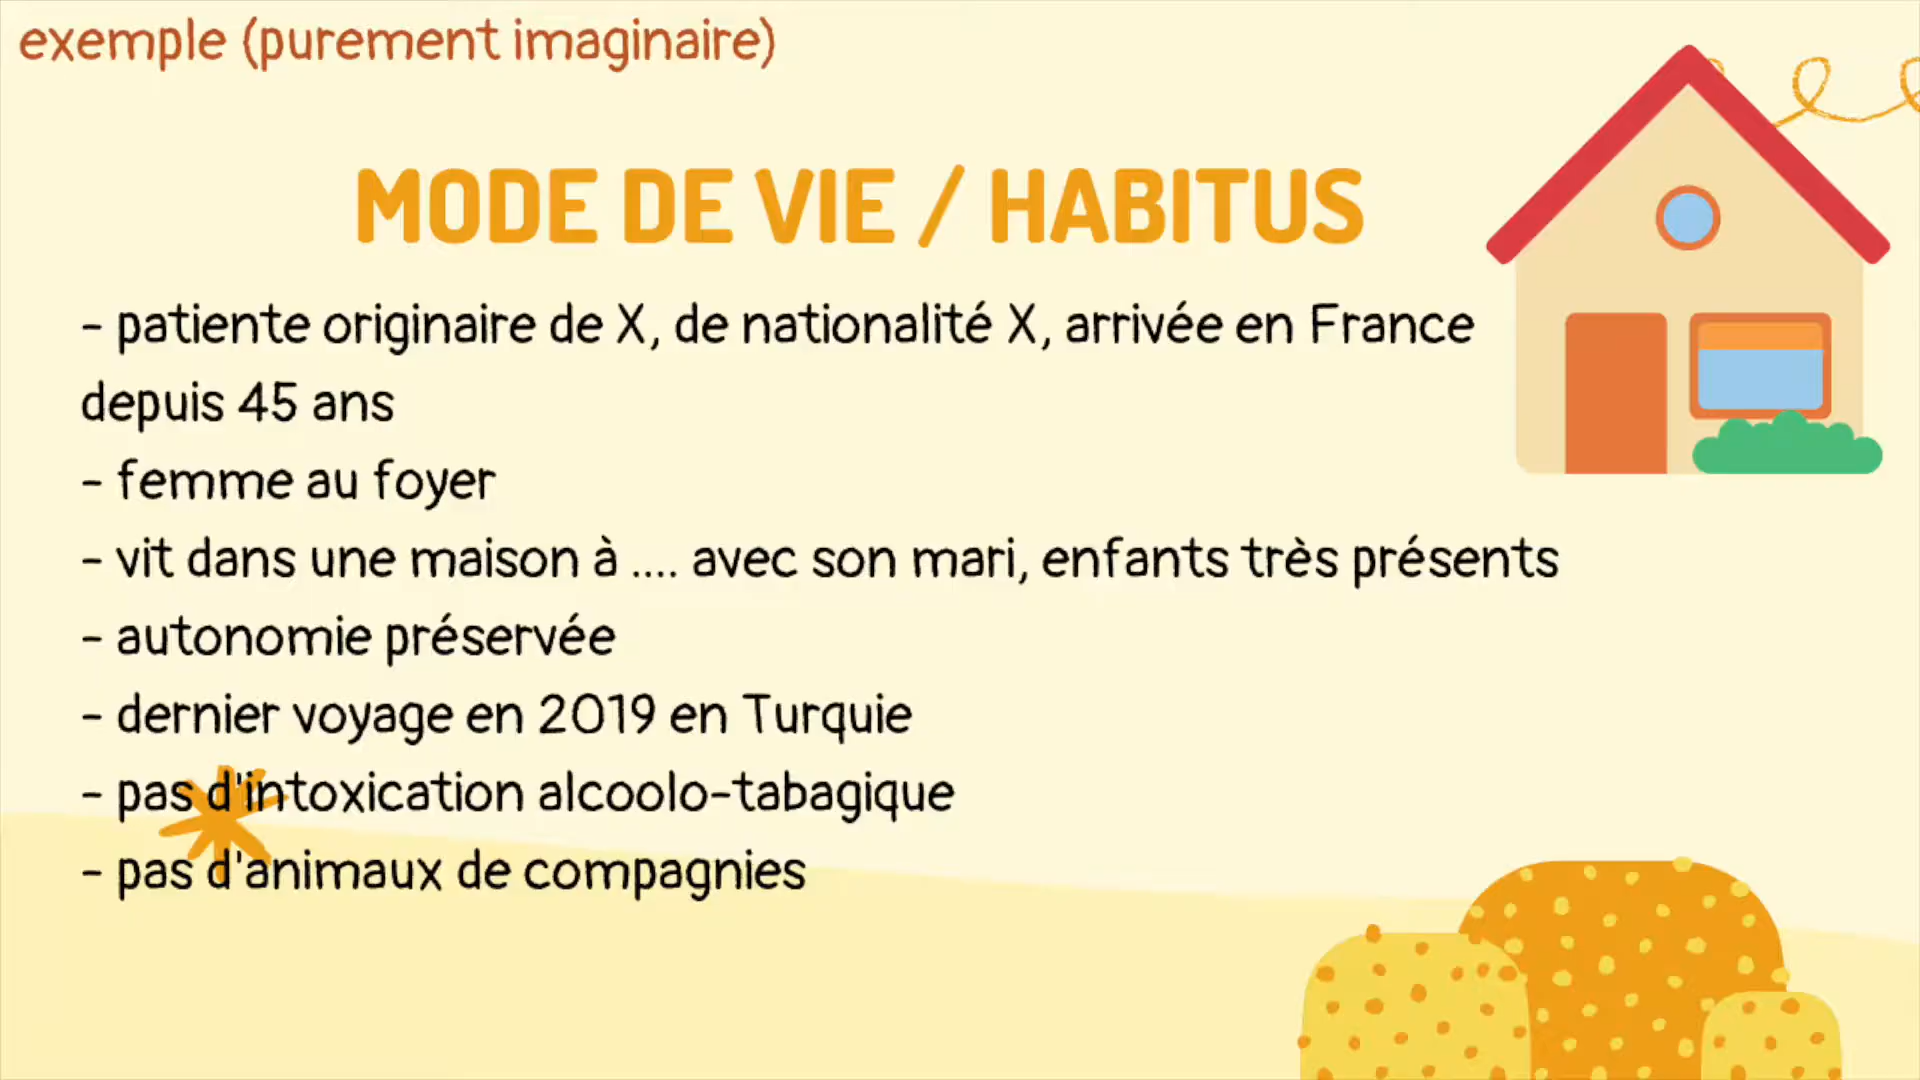 exemple (purement imaginaire)
MODE DE VIE / HABITUS
- patiente originaire de X, de nationalité X, arrivée en France
depuis 45 ans
- femme au foyer
- vit dans une maison à .... avec son mari, enfants très présents
- autonomie préservée
- dernier voyage en 2019 en Turquie
- pas d'intoxication alcoolo-tabagique
- pas d'animaux de compagnies